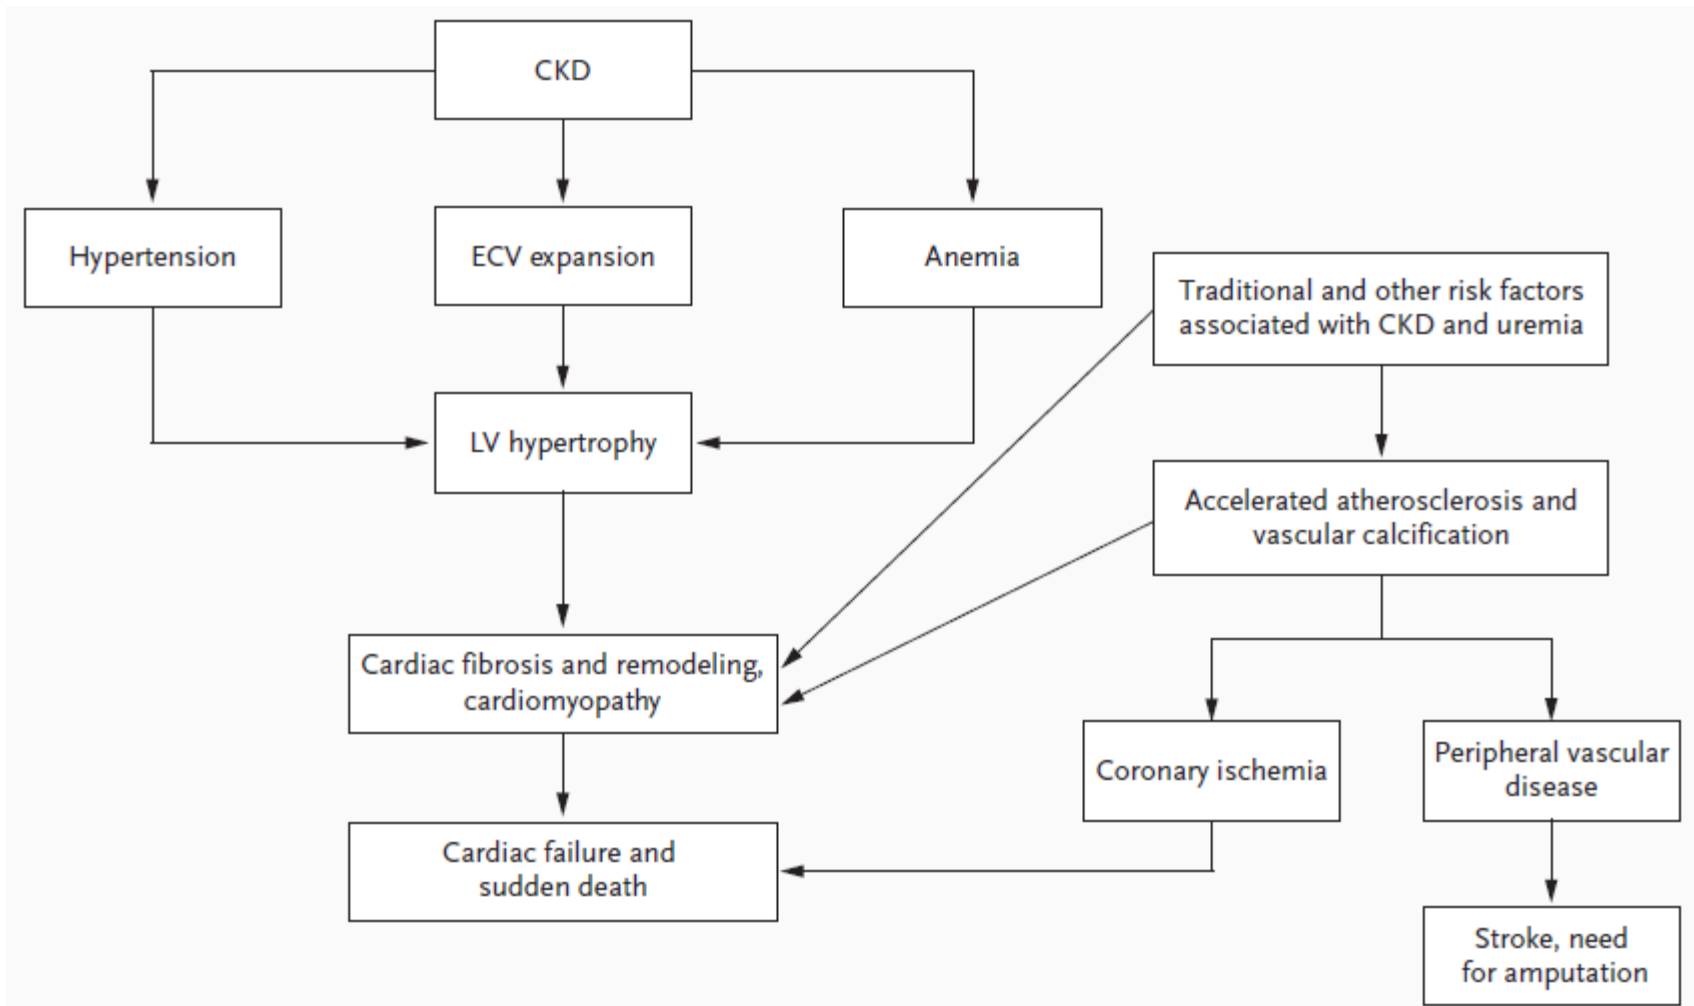 CKD
Hypertension
ECV expansion
Anemia
Traditional and other risk factors
associated with CKD and uremia
LV hypertrophy
Accelerated atherosclerosis and
vascular calcification
Cardiac fibrosis and remodeling,
cardiomyopathy
Coronary ischemia
Peripheral vascular
disease
Cardiac failure and
sudden death
Stroke, need
for amputation